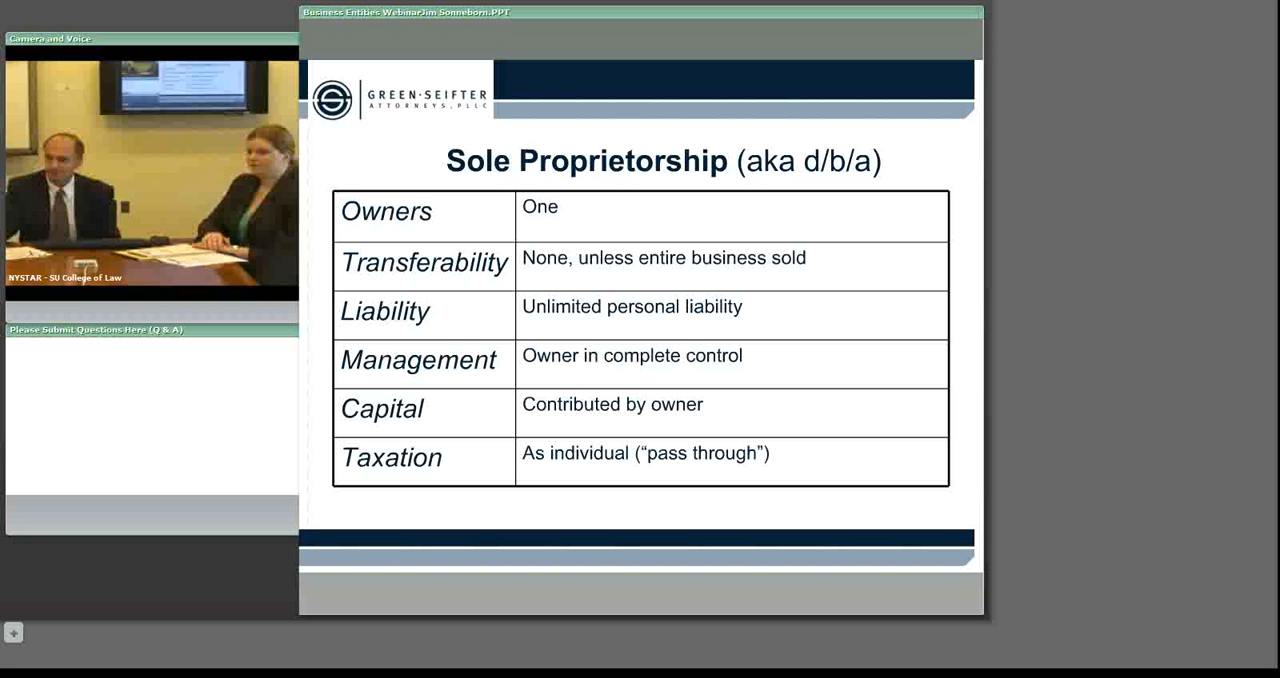 Business Entities WebinarJim Sonneborn.PPT
Camera and Voice
NYSTAR - SU College of Law
Please Submit Questions Here (Q & A)
GREEN·SEIFTER
ATTORNEYS, PLLC
Sole Proprietorship (aka d/b/a)
Owners One
Transferability None, unless entire business sold
Liability Unlimited personal liability
Management Owner in complete control
Capital Contributed by owner
Taxation As individual (“pass through”)